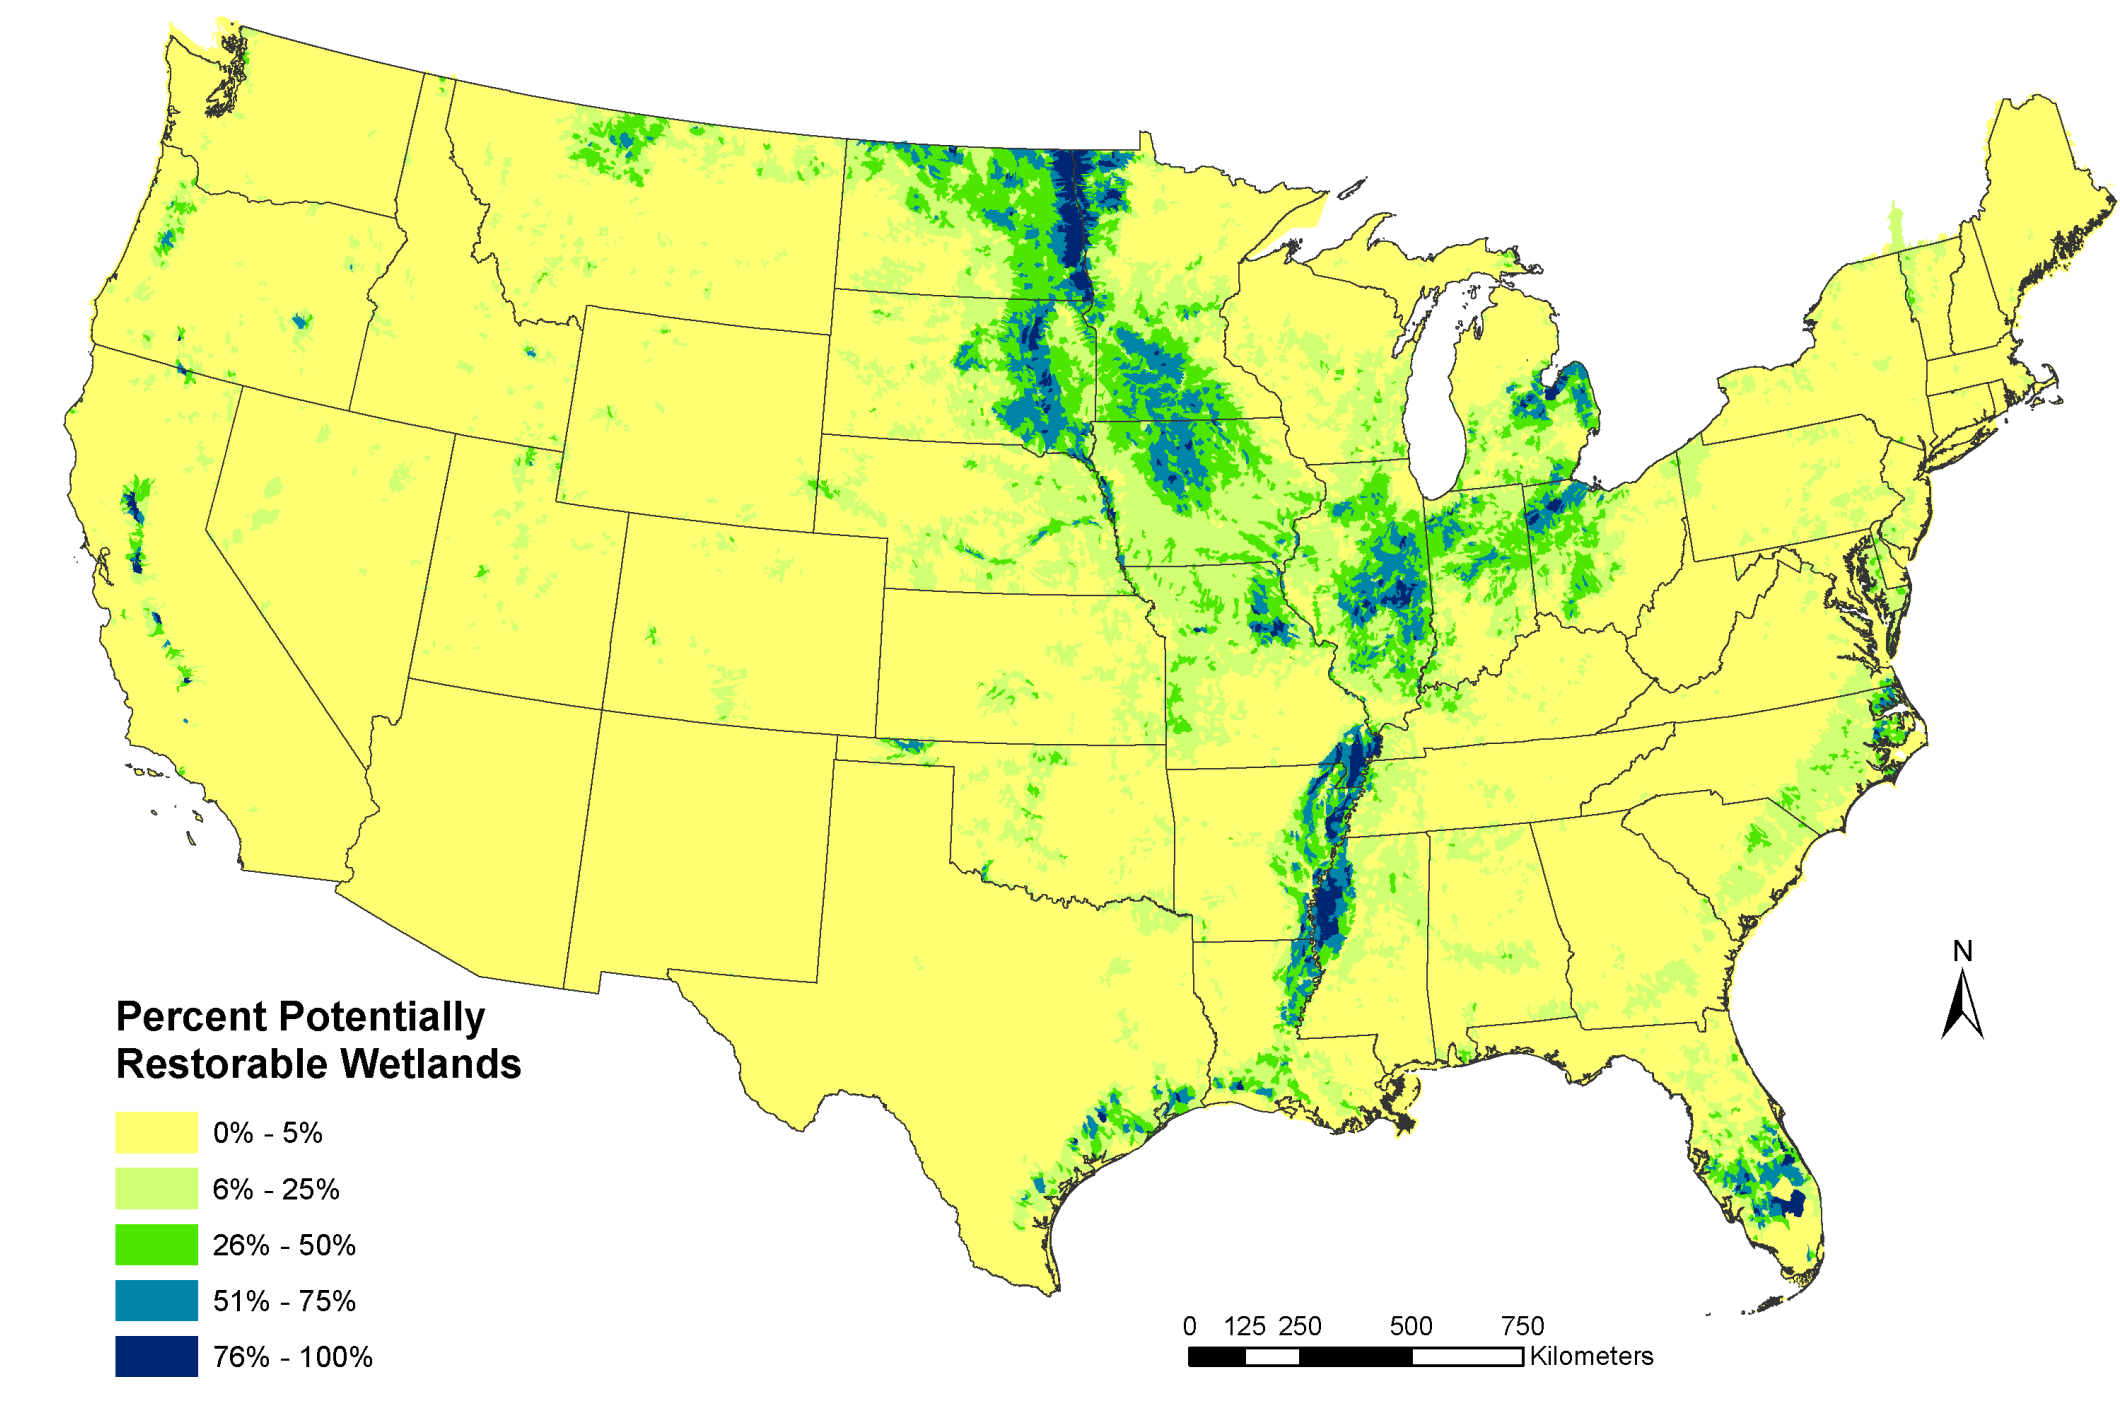 N
Percent Potentially
Restorable Wetlands
0% - 5%
6% - 25%
26% - 50%
51% - 75%
76% - 100%
0 125 250 500 750
Kilometers